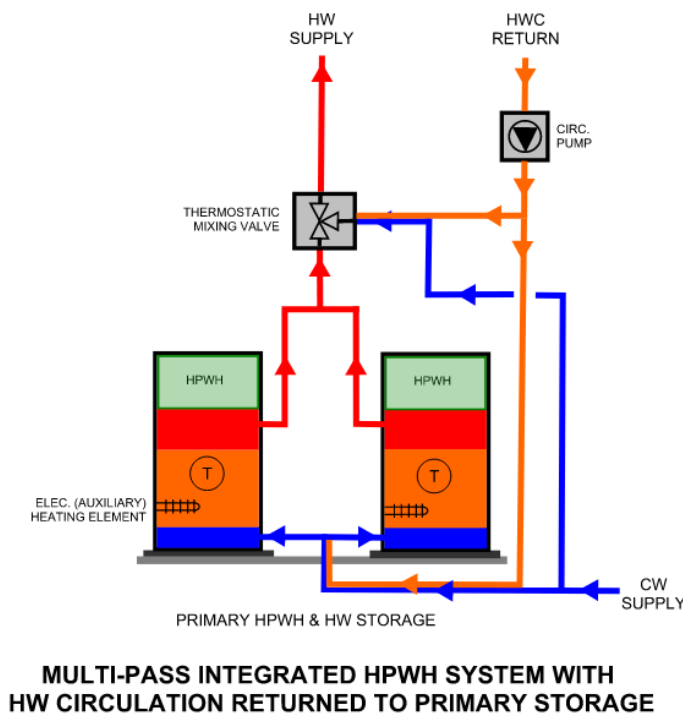 HW
SUPPLY
HWC
RETURN
CIRC.
PUMP
THERMOSTATIC
MIXING VALVE
HPWH
HPWH
T
T
ELEC. (AUXILIARY)
HEATING ELEMENT
CW
SUPPLY
PRIMARY HPWH & HW STORAGE
MULTI-PASS INTEGRATED HPWH SYSTEM WITH
HW CIRCULATION RETURNED TO PRIMARY STORAGE